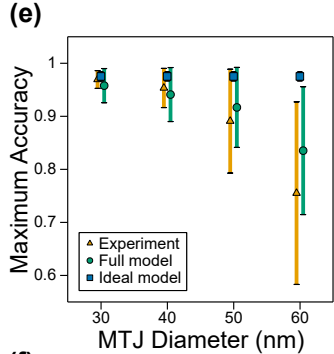 (e)
Maximum Accuracy
1
0.9
0.8
0.7
0.6
Experiment
Full model
Ideal model
30 40 50 60
MTJ Diameter (nm)